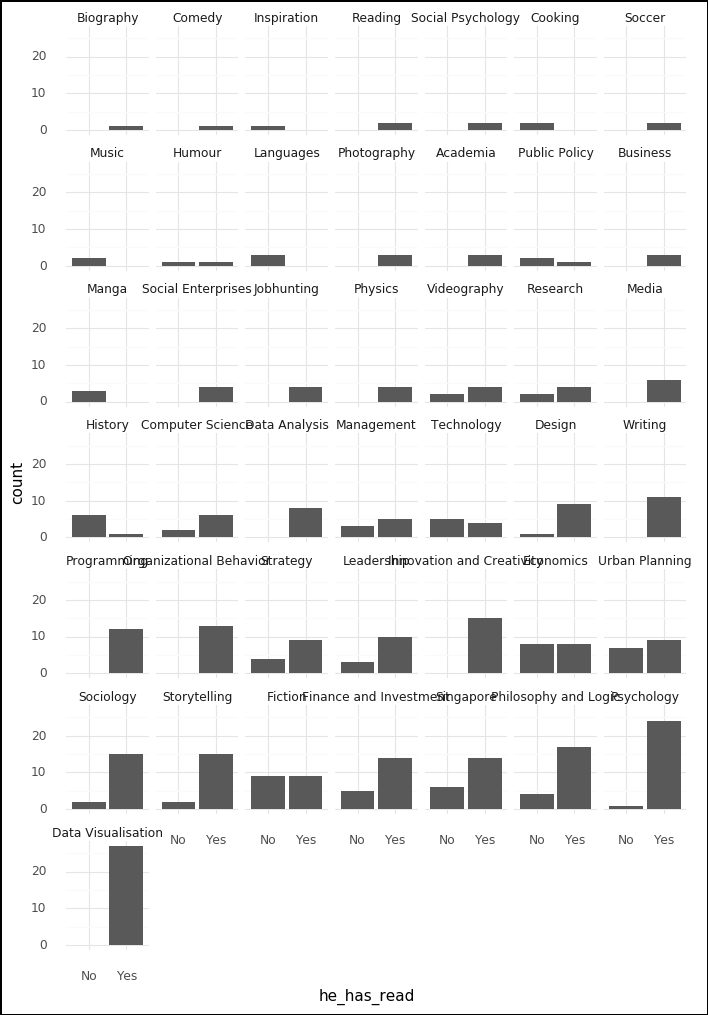 Biography Comedy Inspiration Reading Social Psychology Cooking Soccer
20
10
0
Music Humour Languages Photography Academia Public Policy Business
20
10
0
Manga Social Enterprises Jobhunting Physics Videography Research Media
20
10
0
History Computer Science Data Analysis Management Technology Design Writing
20
10
0
Programming Organizational Behavior Strategy Leadership Innovation and Creativity Economics Urban Planning
20
10
0
Sociology Storytelling Fiction Finance and Investment Singapore Philosophy and Logic Psychology
20
10
0
Data Visualisation No Yes No Yes No Yes No Yes No Yes No Yes
20
10
0
No Yes
count
he_has_read